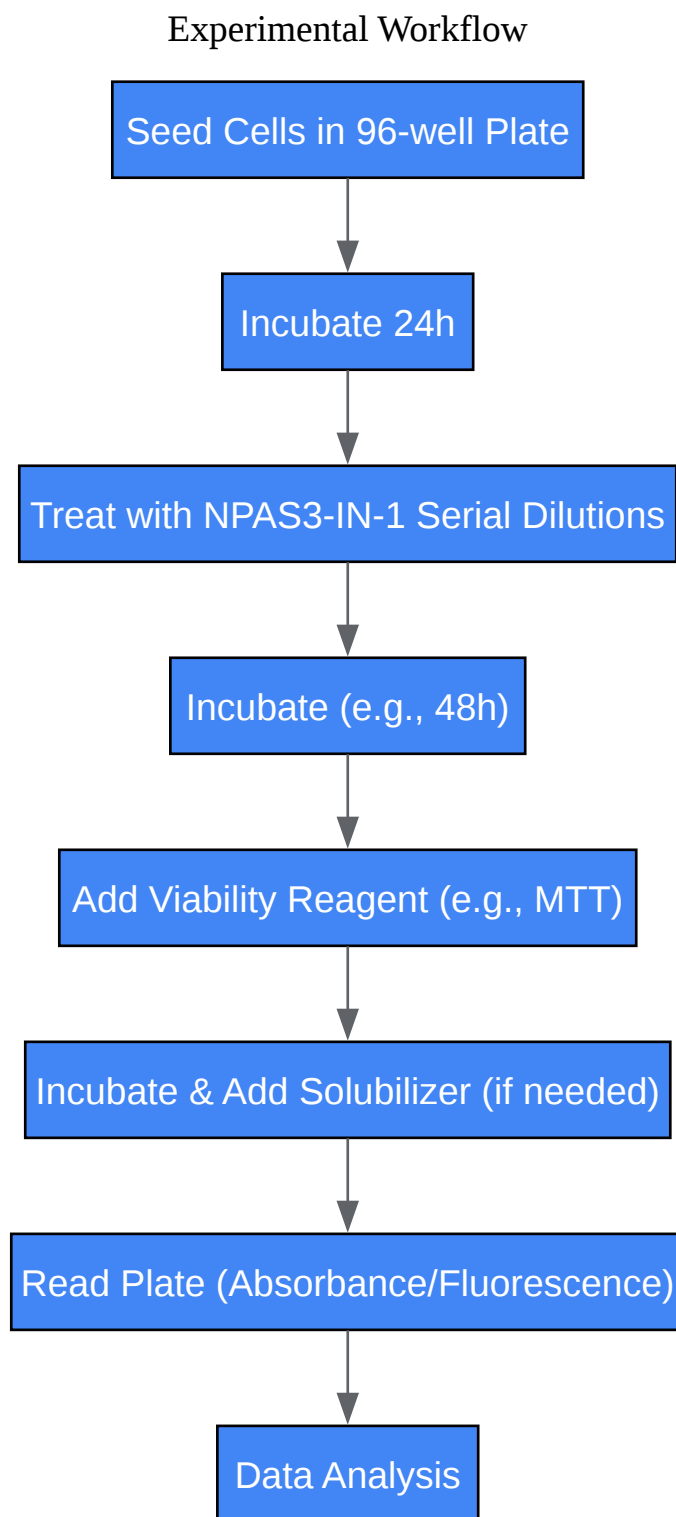 Experimental Workflow
Seed Cells in 96-well Plate
Incubate 24h
Treat with NPAS3-IN-1 Serial Dilutions
Incubate (e.g., 48h)
Add Viability Reagent (e.g., MTT)
Incubate & Add Solubilizer (if needed)
Read Plate (Absorbance/Fluorescence)
Data Analysis